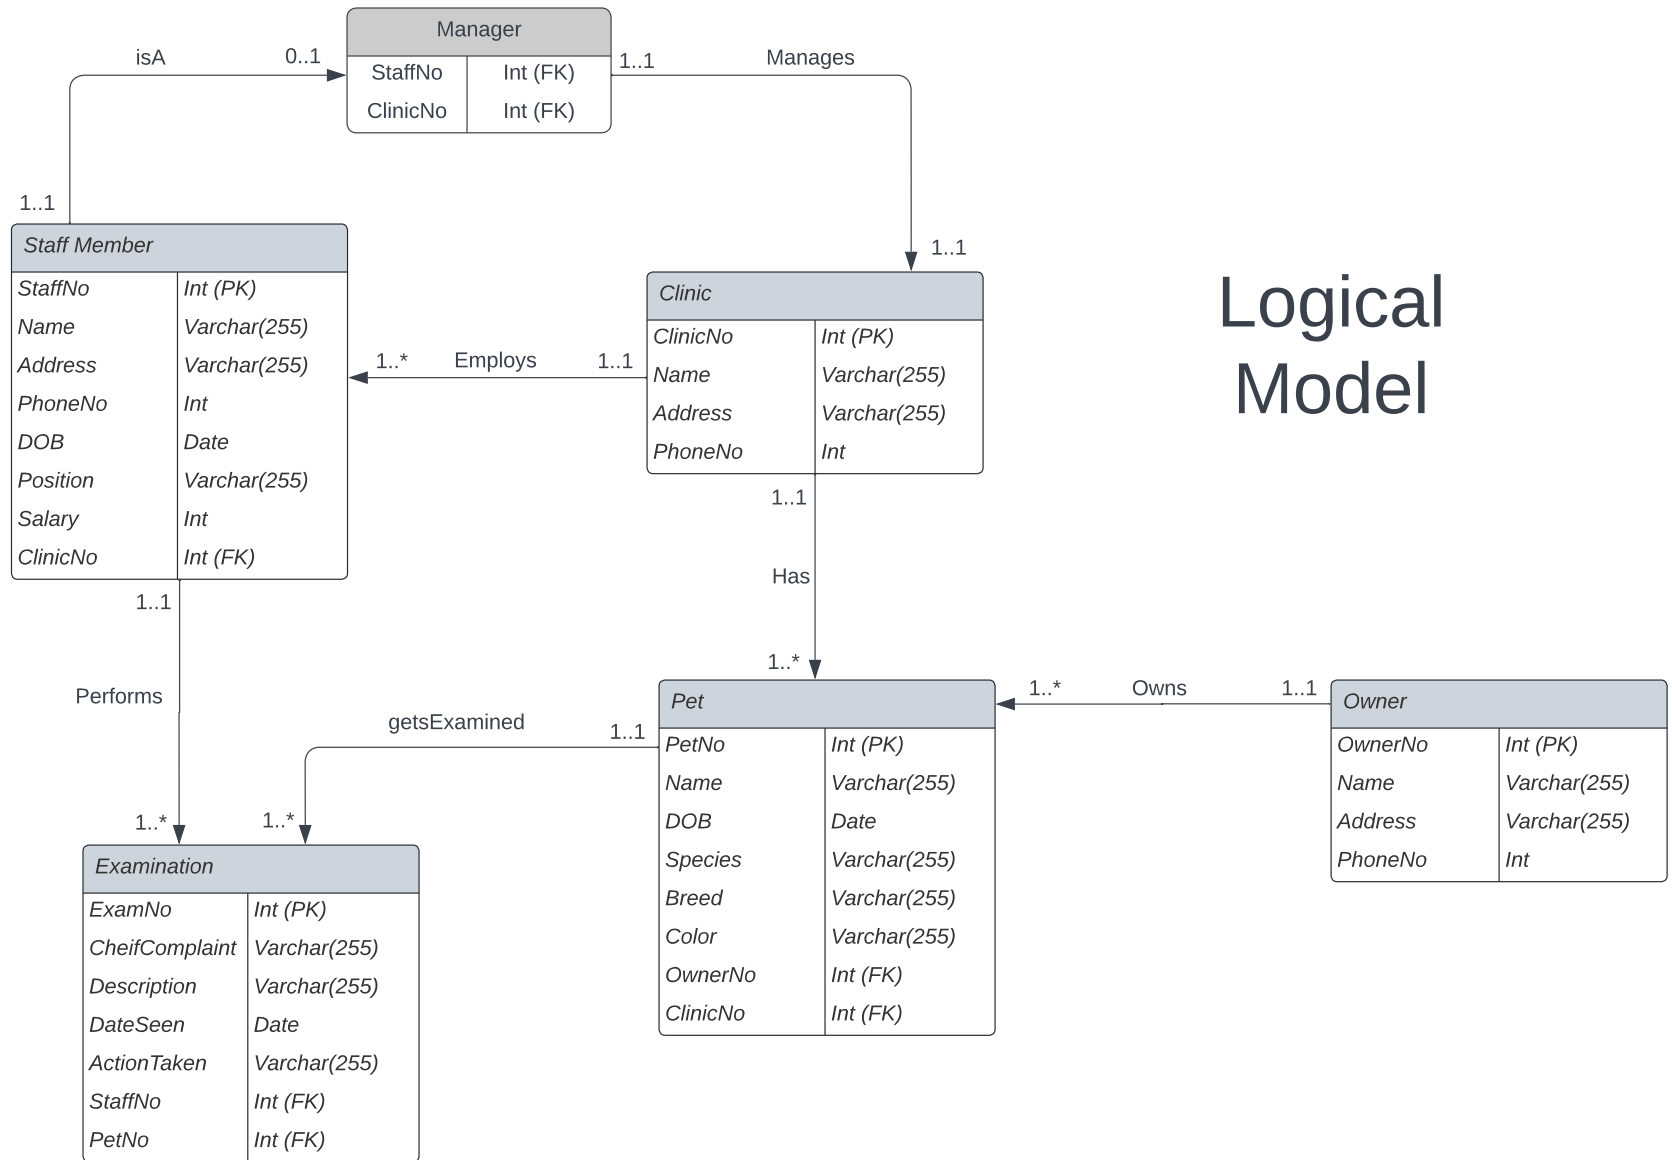 Manager
StaffNo Int (FK)
ClinicNo Int (FK)
isA
0..1
1..1
1..1
Manages
1..1
Staff Member
StaffNo Int (PK)
Name Varchar(255)
Address Varchar(255)
PhoneNo Int
DOB Date
Position Varchar(255)
Salary Int
ClinicNo Int (FK)
1..* Employs 1..1
Clinic
ClinicNo Int (PK)
Name Varchar(255)
Address Varchar(255)
PhoneNo Int
Logical
Model
1..1
Has
1..*
1..1
Performs
1..*
getsExamined
1..1
1..*
Pet
PetNo Int (PK)
Name Varchar(255)
DOB Date
Species Varchar(255)
Breed Varchar(255)
Color Varchar(255)
OwnerNo Int (FK)
ClinicNo Int (FK)
1..* Owns 1..1
Owner
OwnerNo Int (PK)
Name Varchar(255)
Address Varchar(255)
PhoneNo Int
Examination
ExamNo Int (PK)
CheifComplaint Varchar(255)
Description Varchar(255)
DateSeen Date
ActionTaken Varchar(255)
StaffNo Int (FK)
PetNo Int (FK)